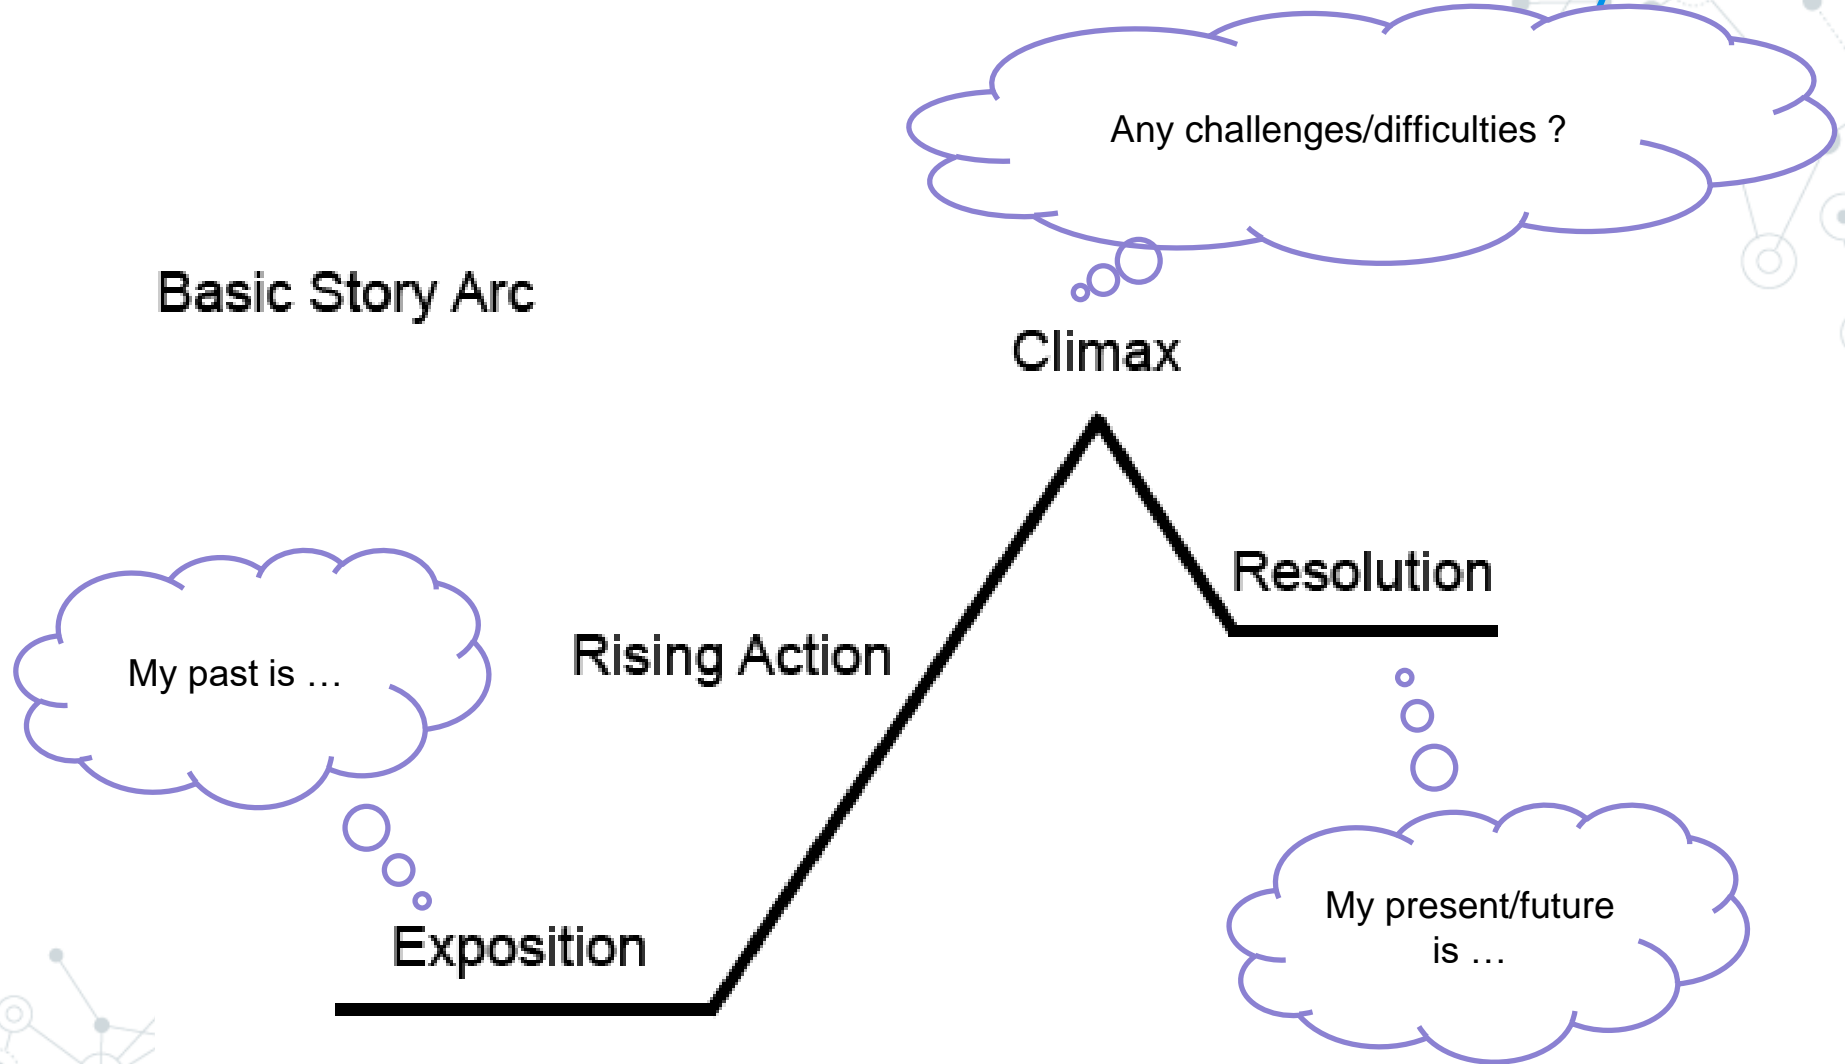 Any challenges/difficulties ?
Basic Story Arc
Climax
Resolution
Rising Action
My past is …
My present/future
is …
Exposition